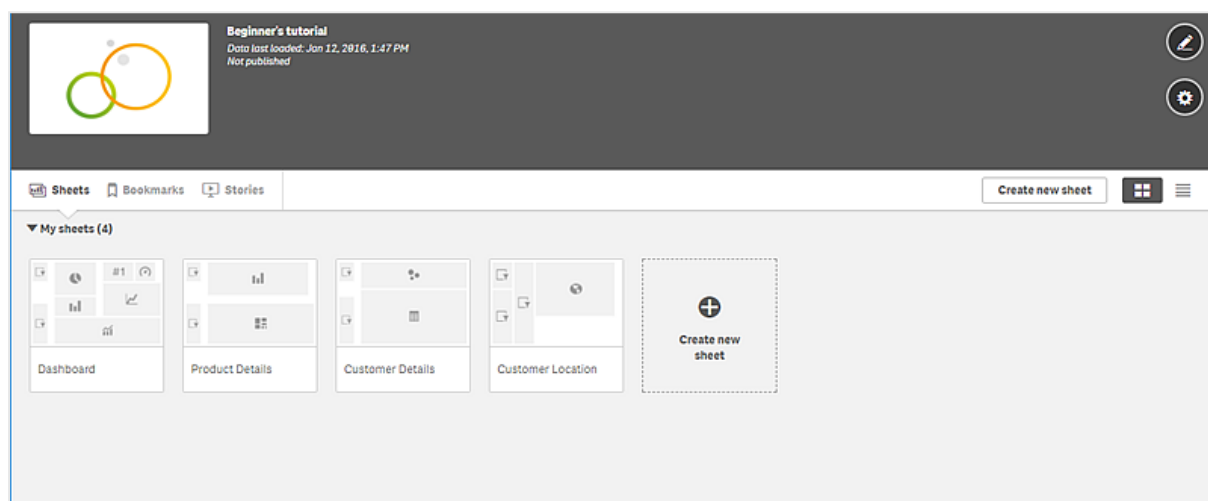 Beginner's tutorial
Data last loaded: Jan 12, 2016, 1:47 PM
Not published
Sheets Bookmarks Stories
Create new sheet
My sheets (4)
#1
Create new
sheet
Dashboard
Product Details
Customer Details
Customer Location